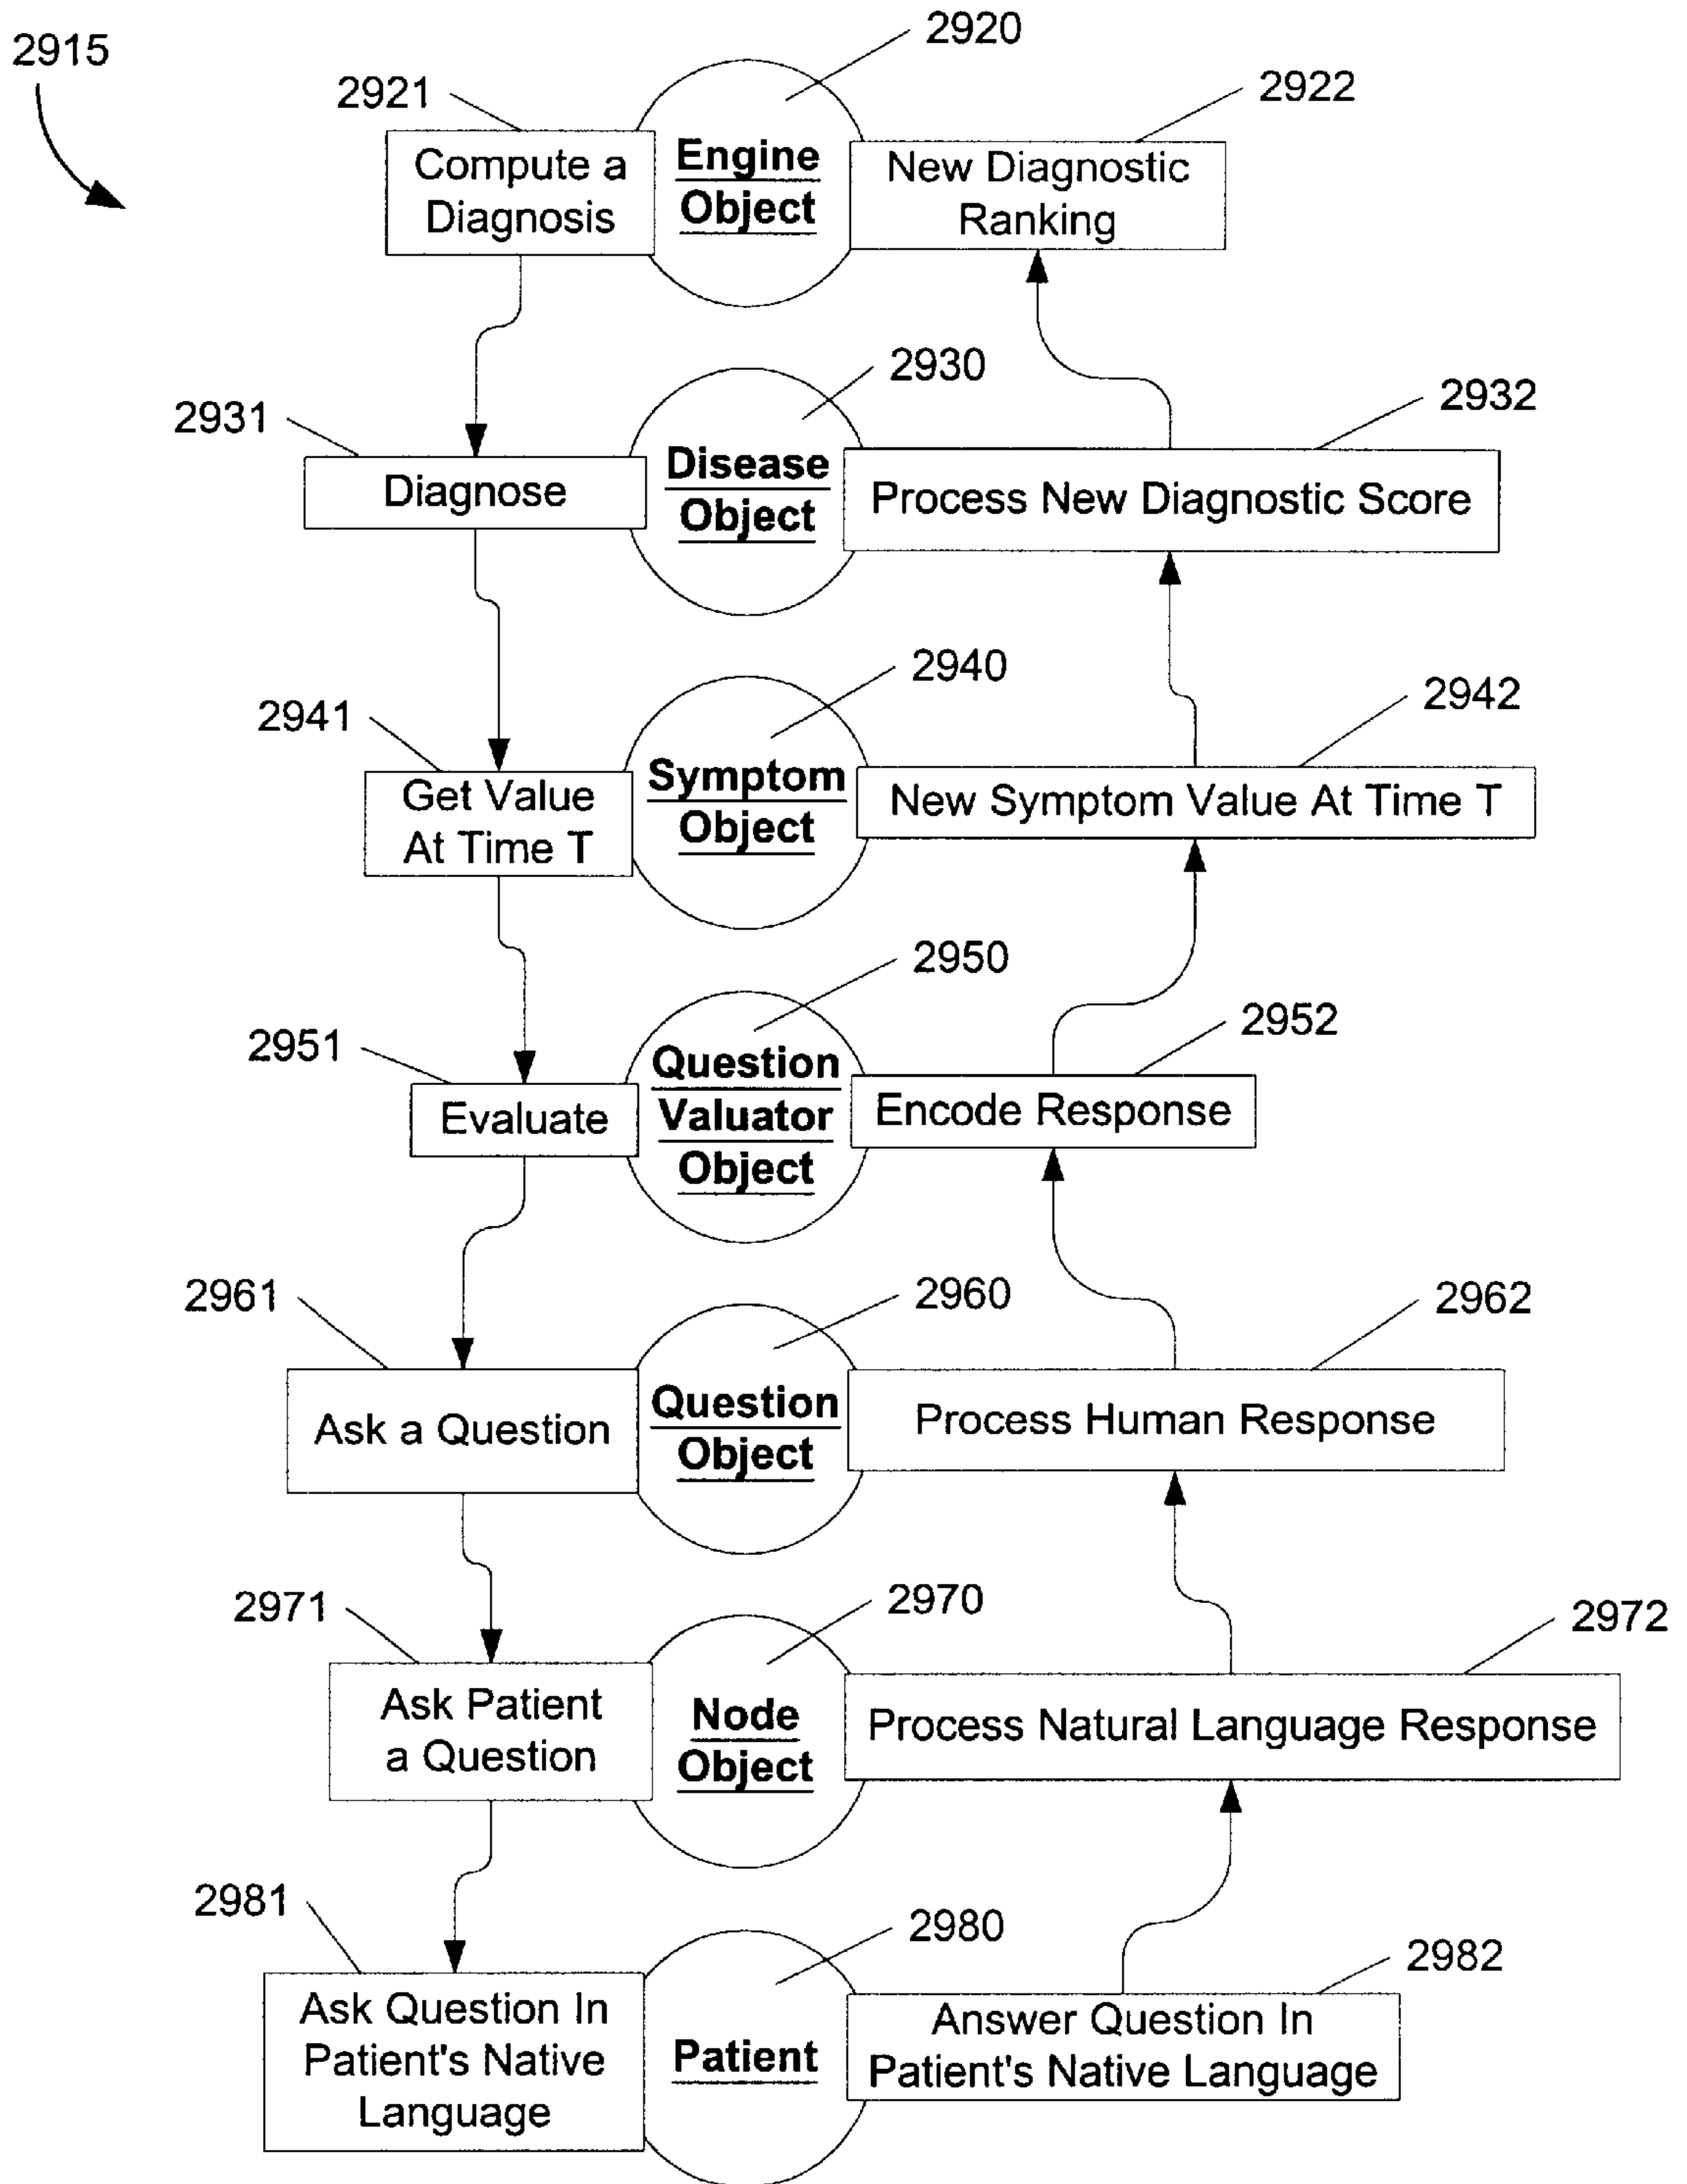 2915
2920
2921
2922
Compute a
Diagnosis
Engine
Object
New Diagnostic
Ranking
2930
2931
2932
Diagnose
Disease
Object
Process New Diagnostic Score
2940
2941
2942
Get Value
At Time T
Symptom
Object
New Symptom Value At Time T
2950
2951
2952
Evaluate
Question
Valuator
Object
Encode Response
2960
2961
2962
Ask a Question
Question
Object
Process Human Response
2970
2971
2972
Ask Patient
a Question
Node
Object
Process Natural Language Response
2980
2981
2982
Ask Question In
Patient's Native
Language
Patient
Answer Question In
Patient's Native Language